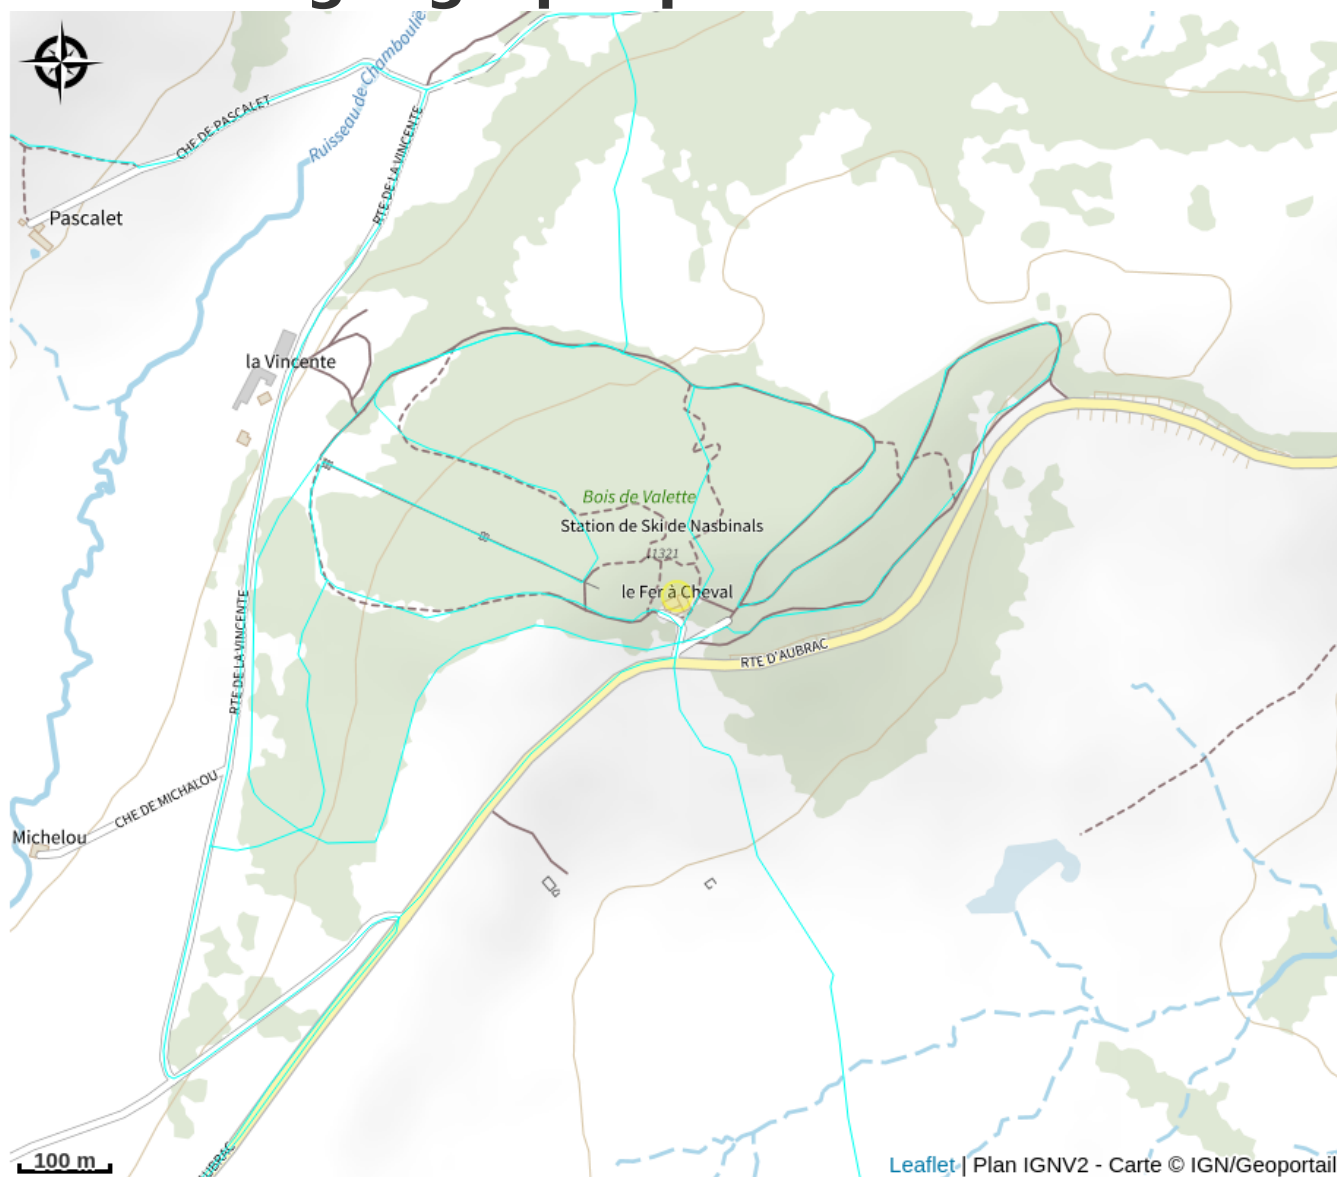 Ruisseau de Chambouliè
CHE DE PASCALET
RTE DE LA VINCENTE
Pascalet
la Vincente
Bois de Valette
Station de Ski de Nasbinals
1321
le Fer à Cheval
RTE DE LA VINCENTE
RTE D'AUBRAC
CHE DE MICHALOU
Michelou
AUBRAC
100 m
Leaflet | Plan IGNV2 - Carte © IGN/Geoportail